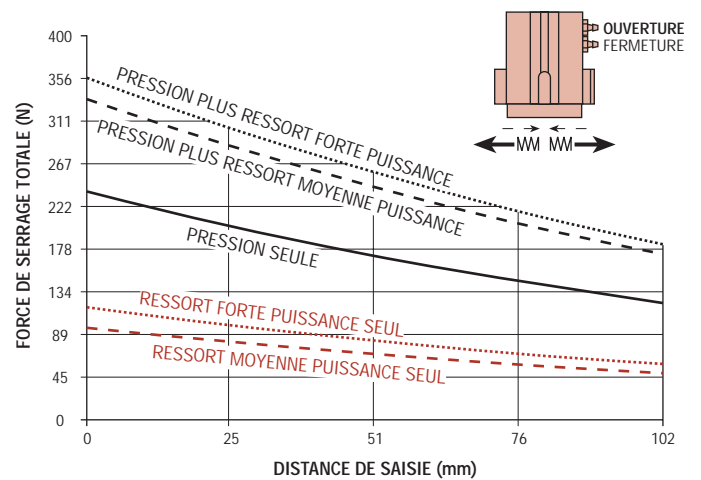 OUVERTURE
FERMETURE
FORCE DE SERRAGE TOTALE (N)
400
356
311
267
222
178
134
89
45
0
PRESSION PLUS RESSORT FORTE PUISSANCE
PRESSION PLUS RESSORT MOYENNE PUISSANCE
PRESSION SEULE
RESSORT FORTE PUISSANCE SEUL
RESSORT MOYENNE PUISSANCE SEUL
0
25
51
76
102
DISTANCE DE SAISIE (mm)